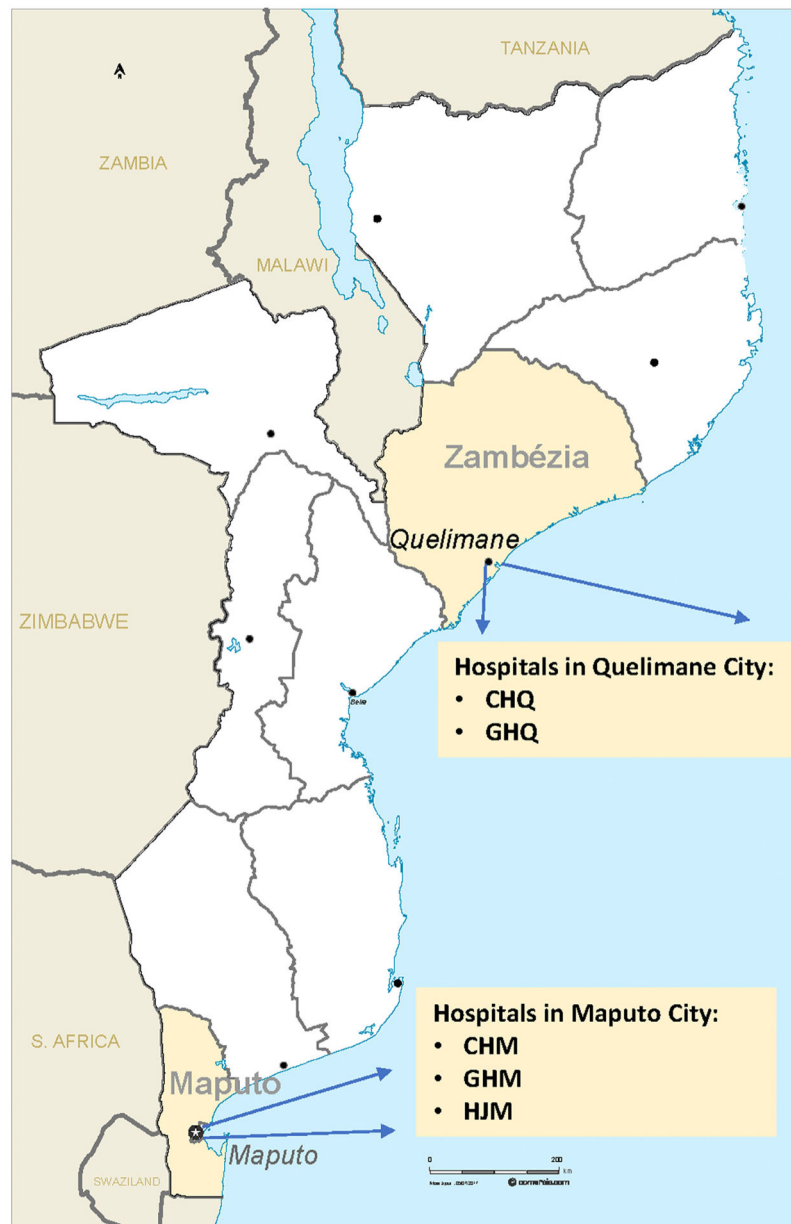 TANZANIA
ZAMBIA
MALAWI
Zambézia
Quelimane
ZIMBABWE
Hospitals in Quelimane City:
• CHQ
• GHQ
Beira
Hospitals in Maputo City:
• CHM
• GHM
• HJM
S. AFRICA
Maputo
Maputo
SWAZILAND
0 200
km